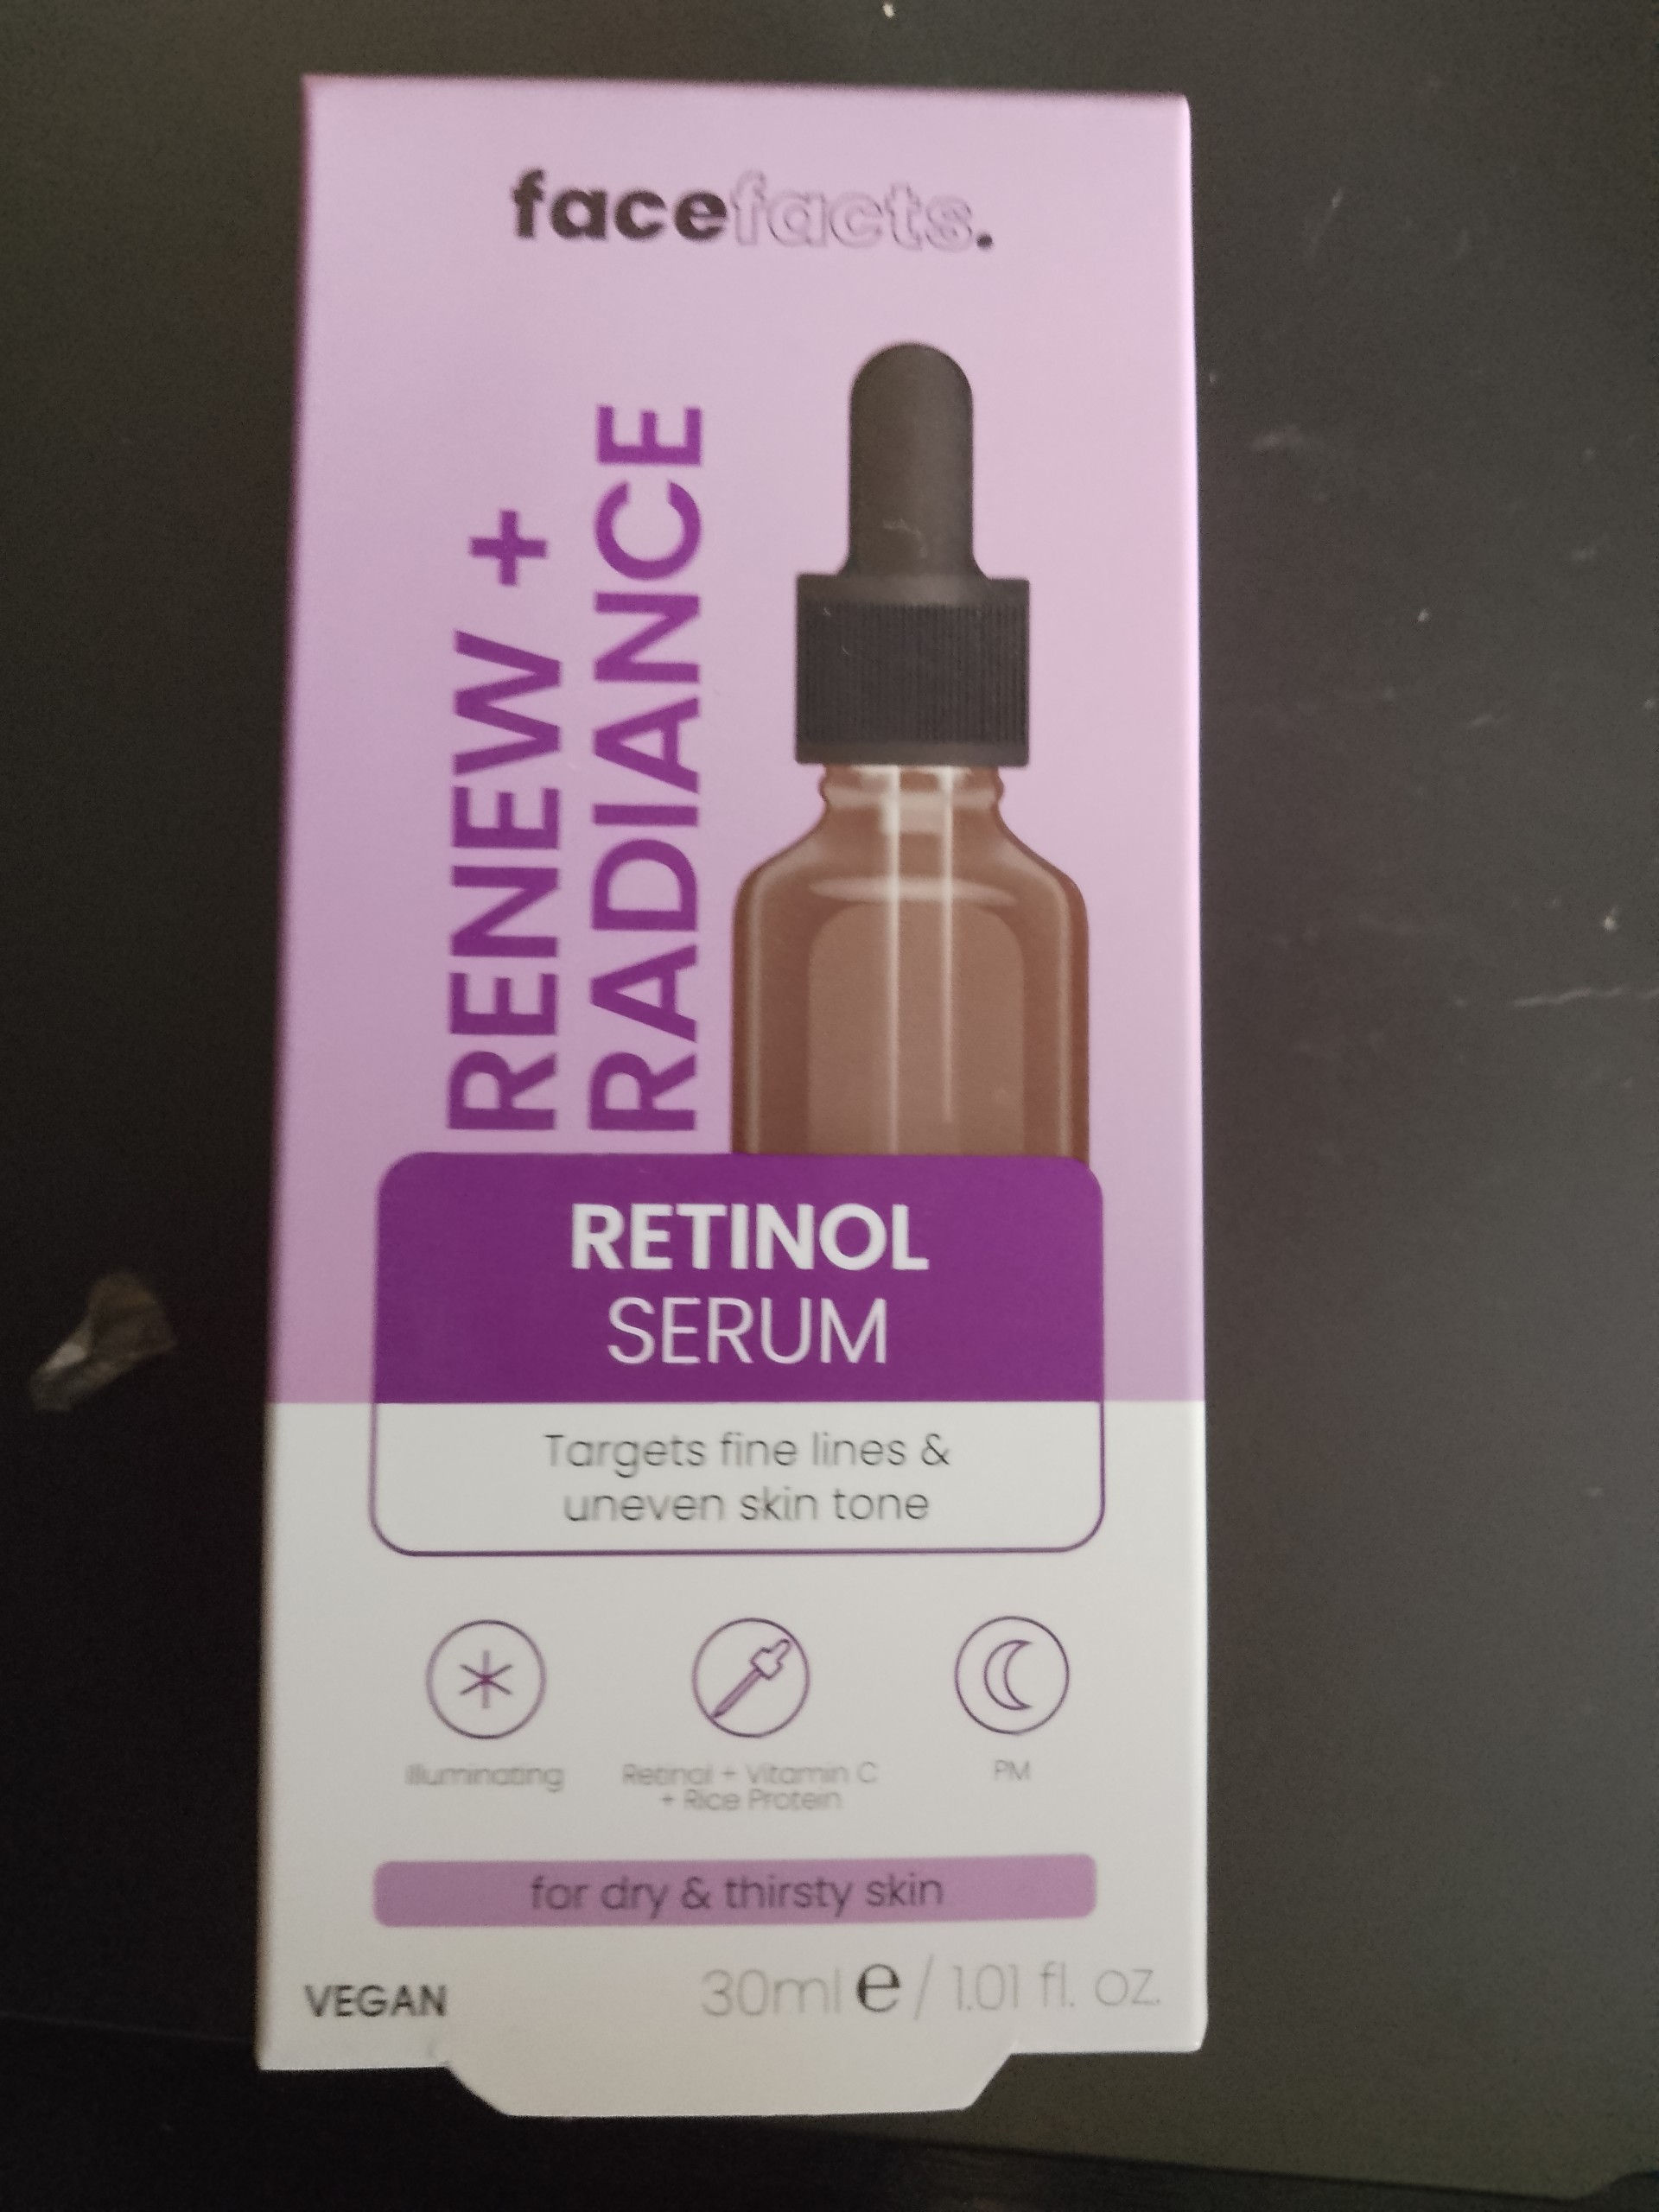 facefacts.
RENEW +
RADIANCE
RETINOL
SERUM
Targets fine lines &
uneven skin tone
Illuminating
Retinol + Vitamin C
+ Rice Protein
PM
for dry & thirsty skin
VEGAN
30ml e / 1.01 fl. oz.